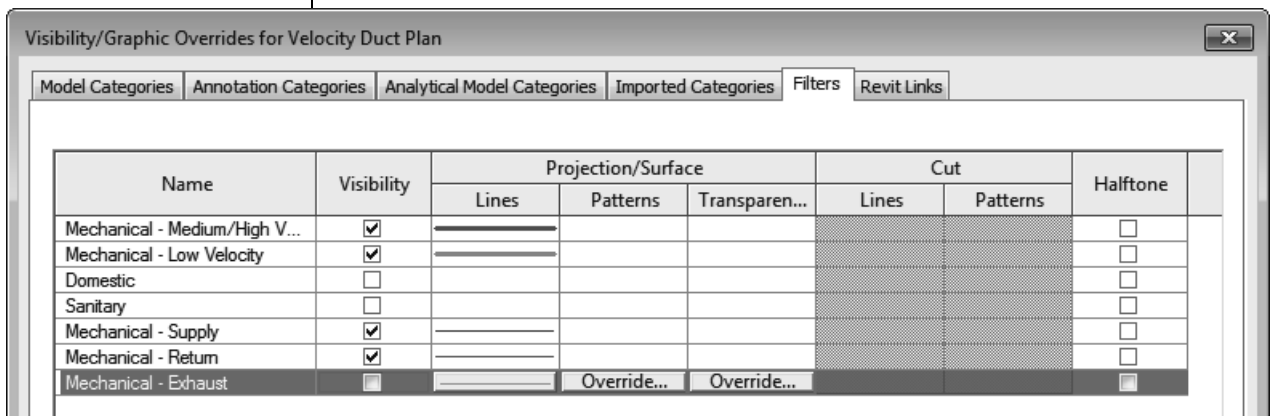 Visibility/Graphic Overrides for Velocity Duct Plan
Model Categories Annotation Categories Analytical Model Categories Imported Categories Filters Revit Links
Name Visibility Projection/Surface Cut Halftone
Lines Patterns Transparen... Lines Patterns
Mechanical - Medium/High V...
Mechanical - Low Velocity
Domestic
Sanitary
Mechanical - Supply
Mechanical - Return
Mechanical - Exhaust Override... Override...